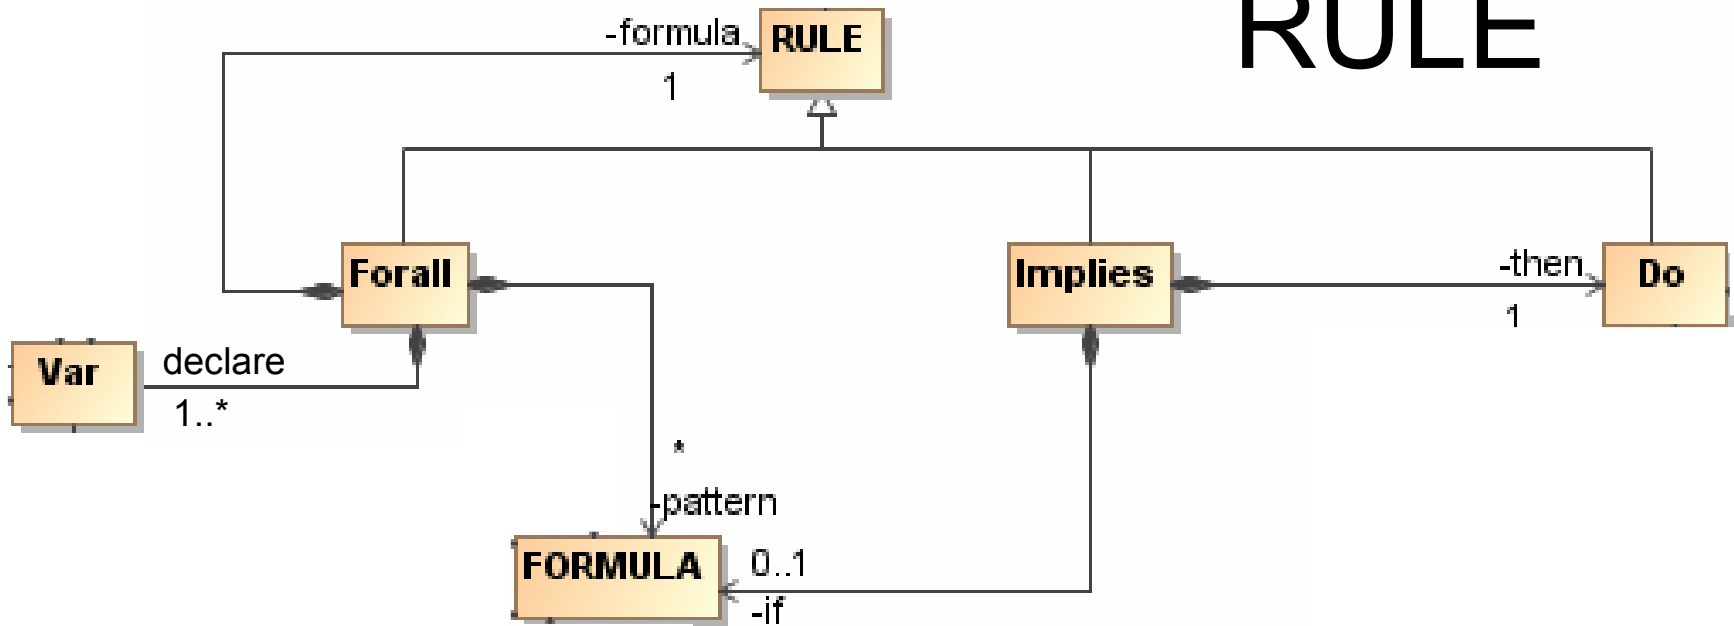 RULE
-formula
RULE
1
Forall
Implies
-then
Do
1
Var
declare
1..*
*
-pattern
FORMULA
0..1
-if